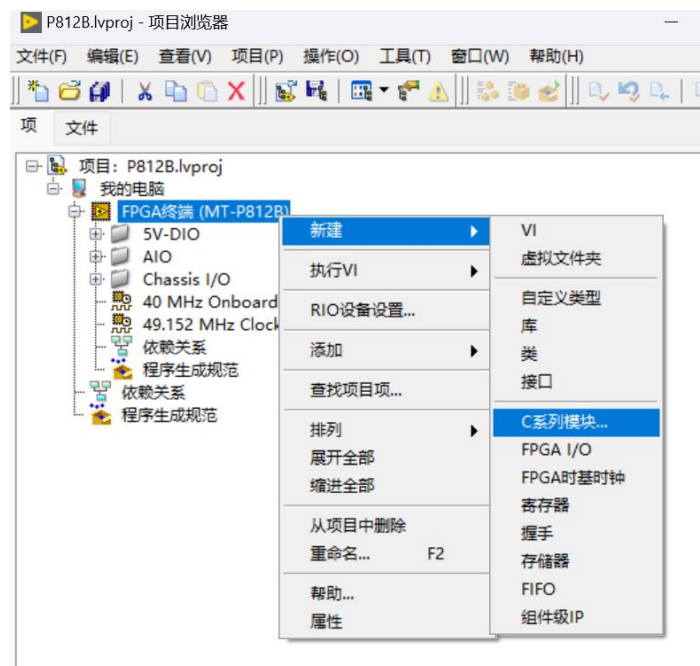 P812B.lvproj - 项目浏览器
文件(F) 编辑(E) 查看(V) 项目(P) 操作(O) 工具(T) 窗口(W) 帮助(H)
项 文件
项目：P812B.lvproj
我的电脑
FPGA终端 (MT-P812B)
5V-DIO
AIO
Chassis I/O
40 MHz Onboard
49.152 MHz Clock
依赖关系
程序生成规范
依赖关系
程序生成规范
新建
执行VI
RIO设备设置...
添加
查找项目项...
排列
展开全部
缩进全部
从项目中删除
重命名... F2
帮助...
属性
VI
虚拟文件夹
自定义类型
库
类
接口
C系列模块...
FPGA I/O
FPGA时基时钟
寄存器
握手
存储器
FIFO
组件级IP